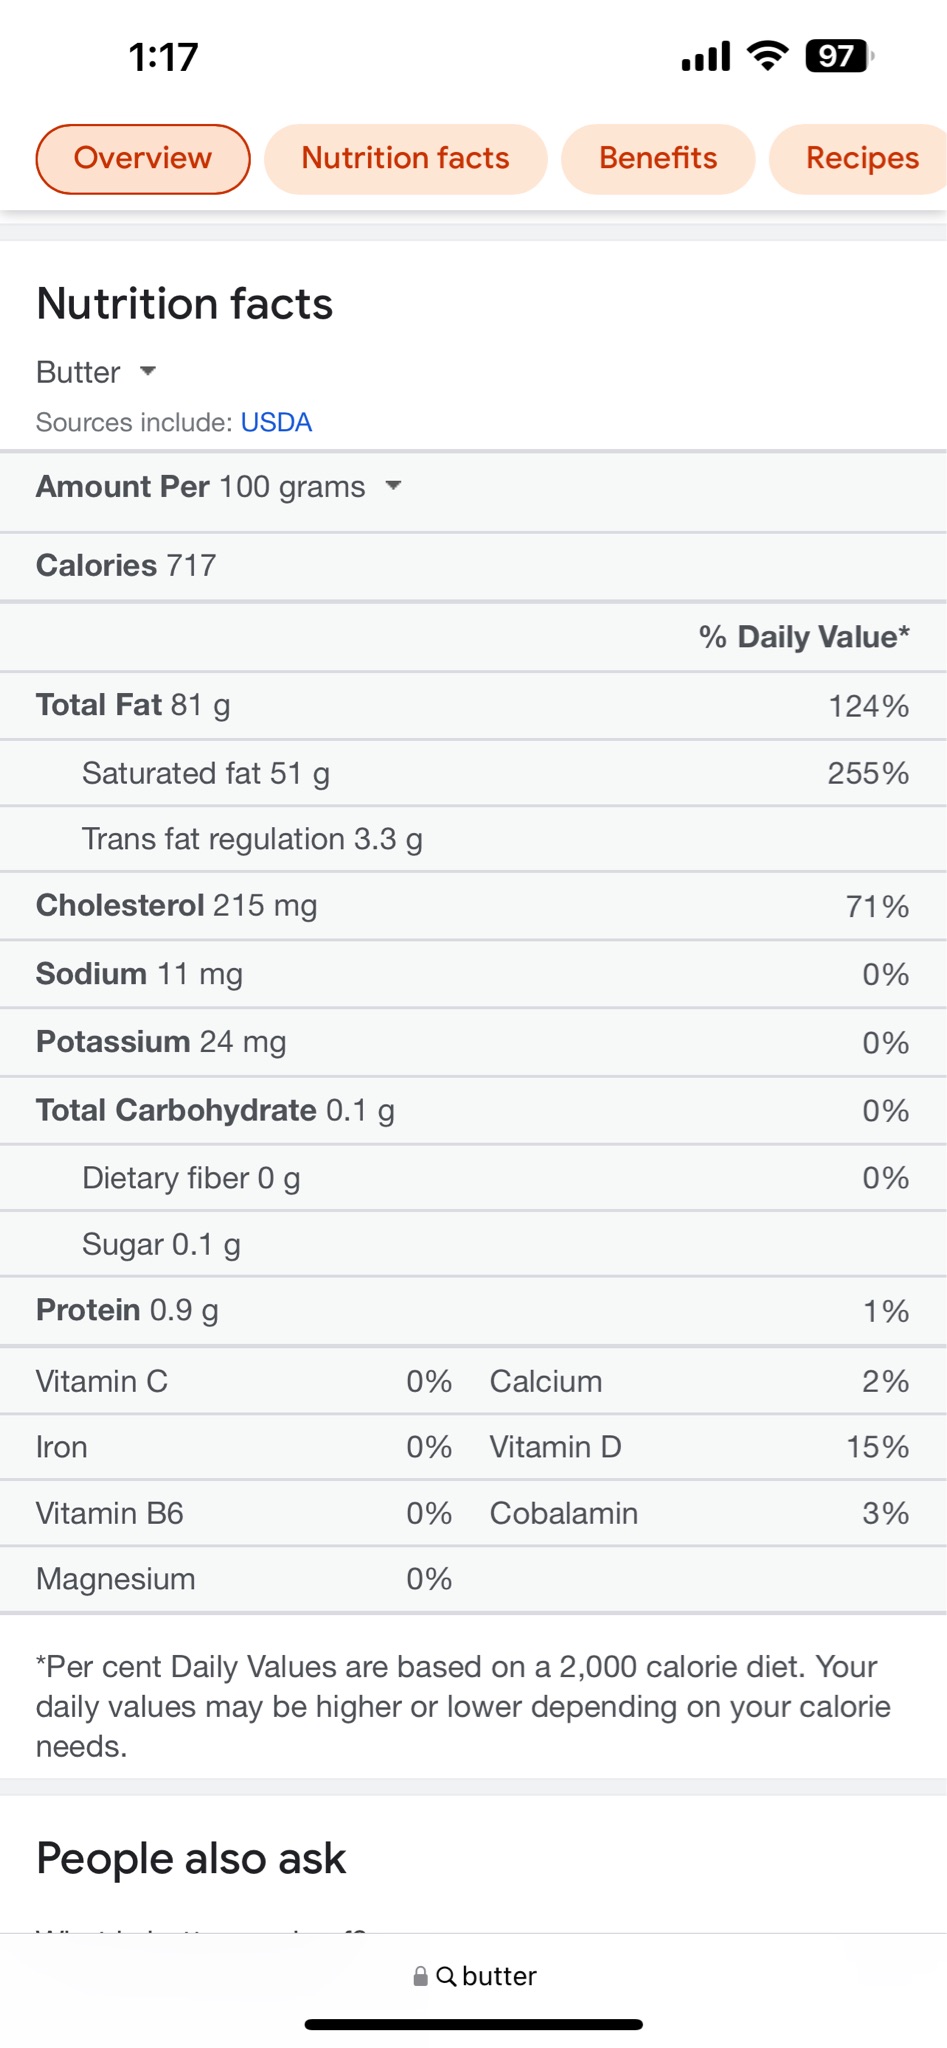 1:17
97
Overview Nutrition facts Benefits Recipes
Nutrition facts
Butter
Sources include: USDA
Amount Per 100 grams
Calories 717
% Daily Value*
Total Fat 81 g 124%
Saturated fat 51 g 255%
Trans fat regulation 3.3 g
Cholesterol 215 mg 71%
Sodium 11 mg 0%
Potassium 24 mg 0%
Total Carbohydrate 0.1 g 0%
Dietary fiber 0 g 0%
Sugar 0.1 g
Protein 0.9 g 1%
Vitamin C 0% Calcium 2%
Iron 0% Vitamin D 15%
Vitamin B6 0% Cobalamin 3%
Magnesium 0%
*Per cent Daily Values are based on a 2,000 calorie diet. Your
daily values may be higher or lower depending on your calorie
needs.
People also ask
butter